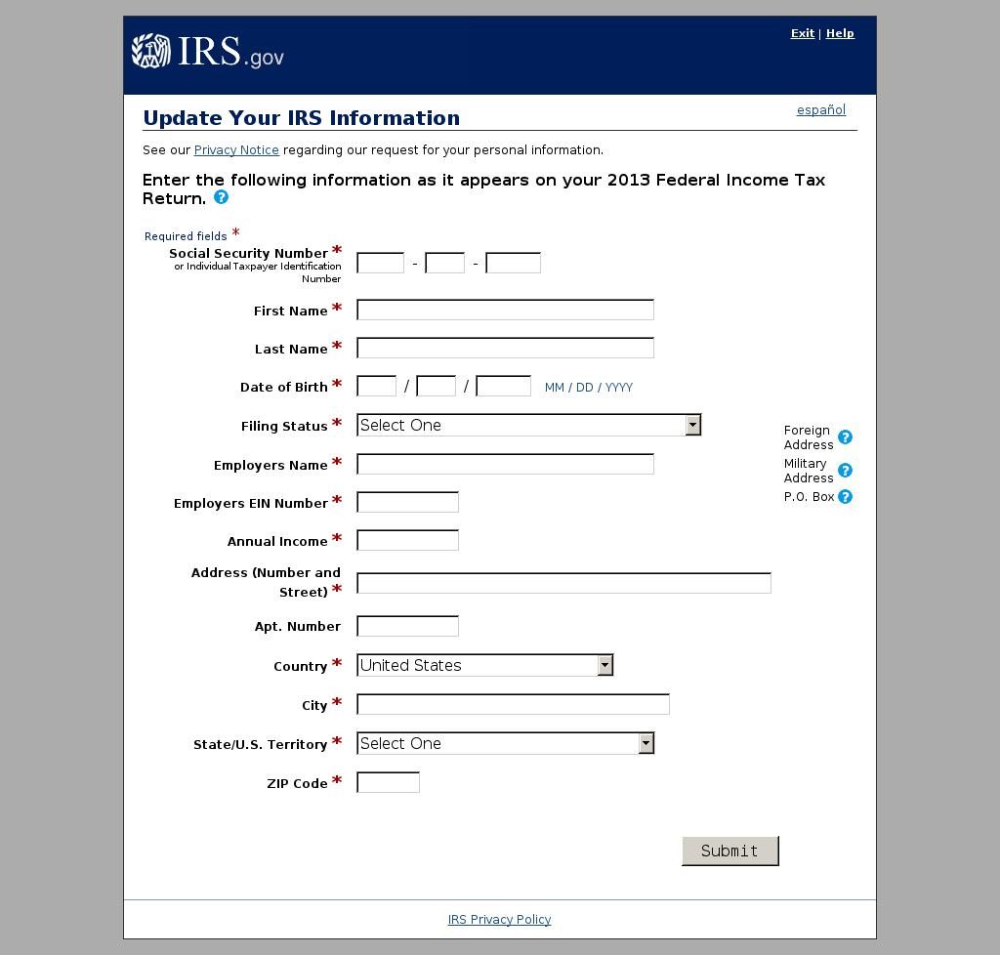 IRS.gov
Exit | Help
Update Your IRS Information
español
See our Privacy Notice regarding our request for your personal information.
Enter the following information as it appears on your 2013 Federal Income Tax
Return. ?
Required fields *
Social Security Number *
or Individual Taxpayer Identification
Number
- -
First Name *
Last Name *
Date of Birth * / / MM / DD / YYYY
Filing Status * Select One
Foreign
Address ?
Military
Address ?
P.O. Box ?
Employers Name *
Employers EIN Number *
Annual Income *
Address (Number and
Street) *
Apt. Number
Country * United States
City *
State/U.S. Territory * Select One
ZIP Code *
Submit
IRS Privacy Policy